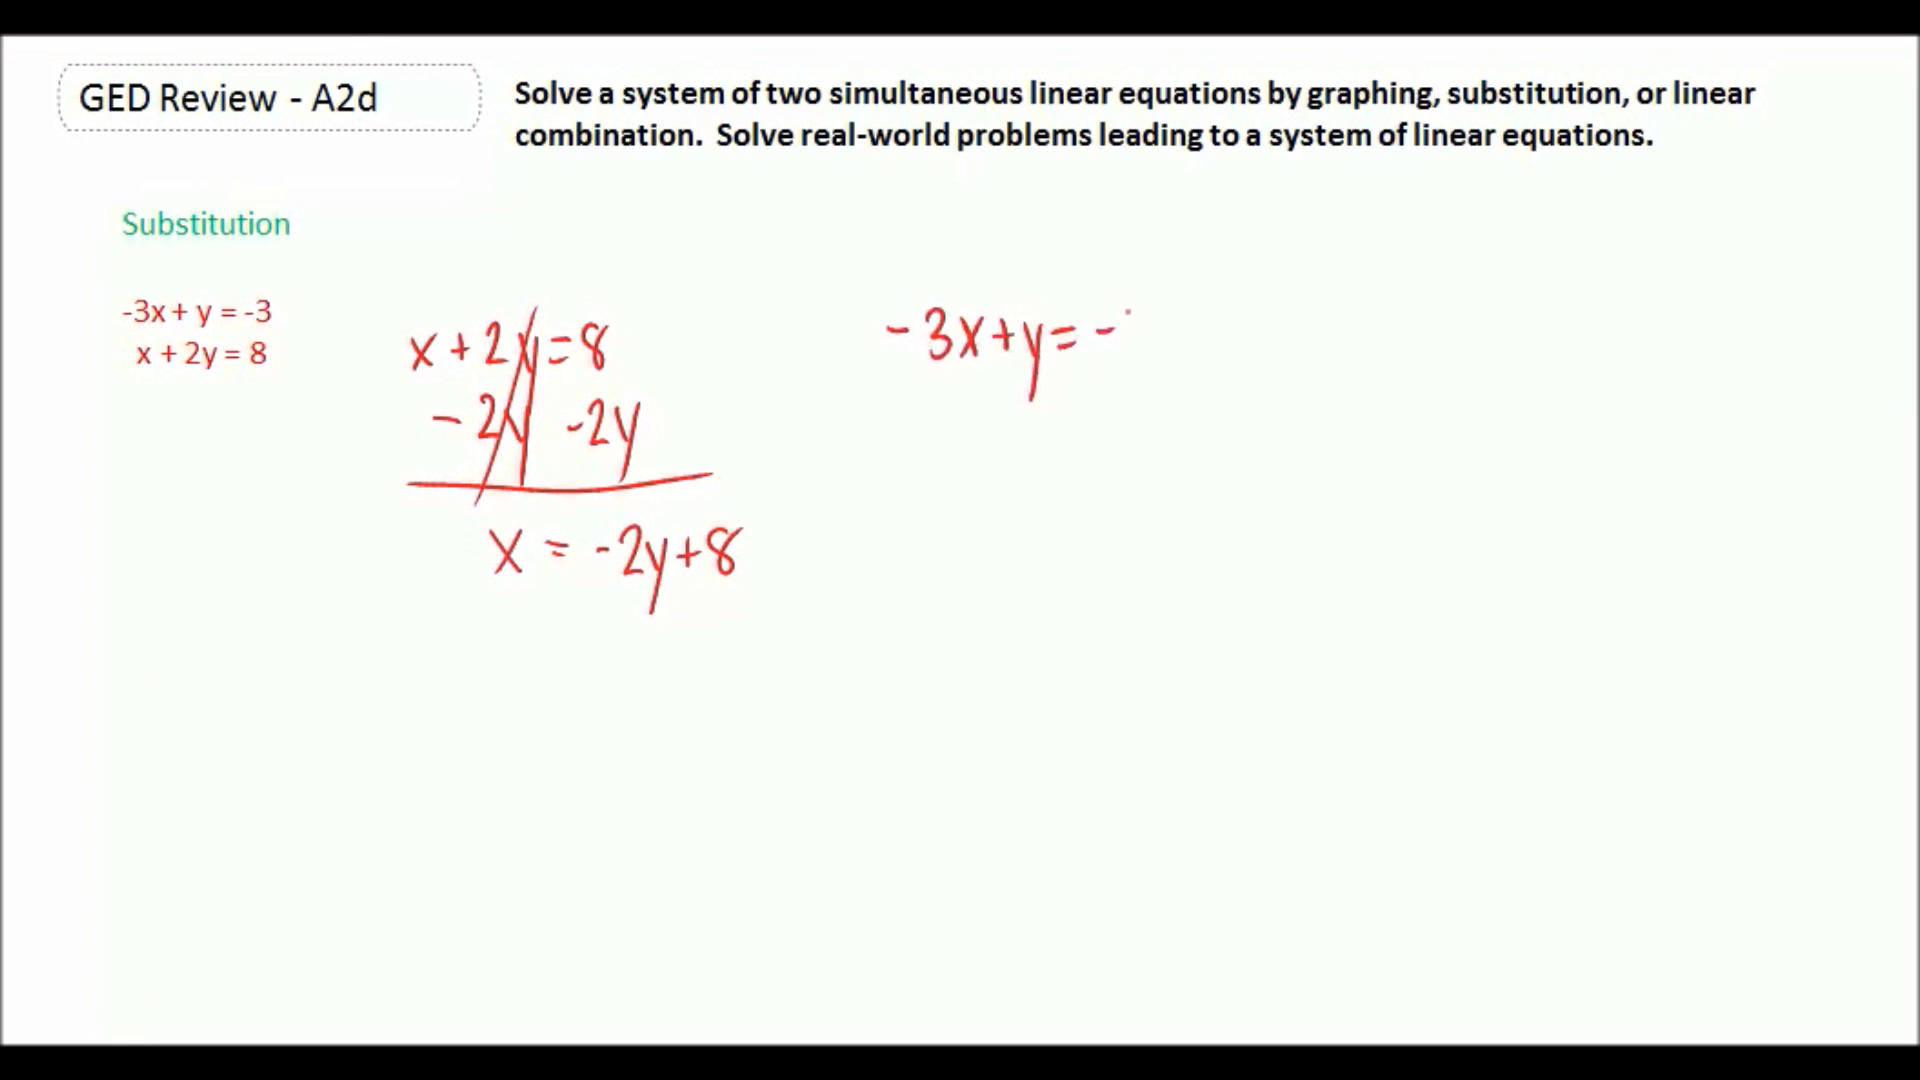 GED Review - A2d
Solve a system of two simultaneous linear equations by graphing, substitution, or linear
combination. Solve real-world problems leading to a system of linear equations.
Substitution
-3x + y = -3
x + 2y = 8
x + 2y = 8
- 2y -2y
x = -2y + 8
-3x + y = -